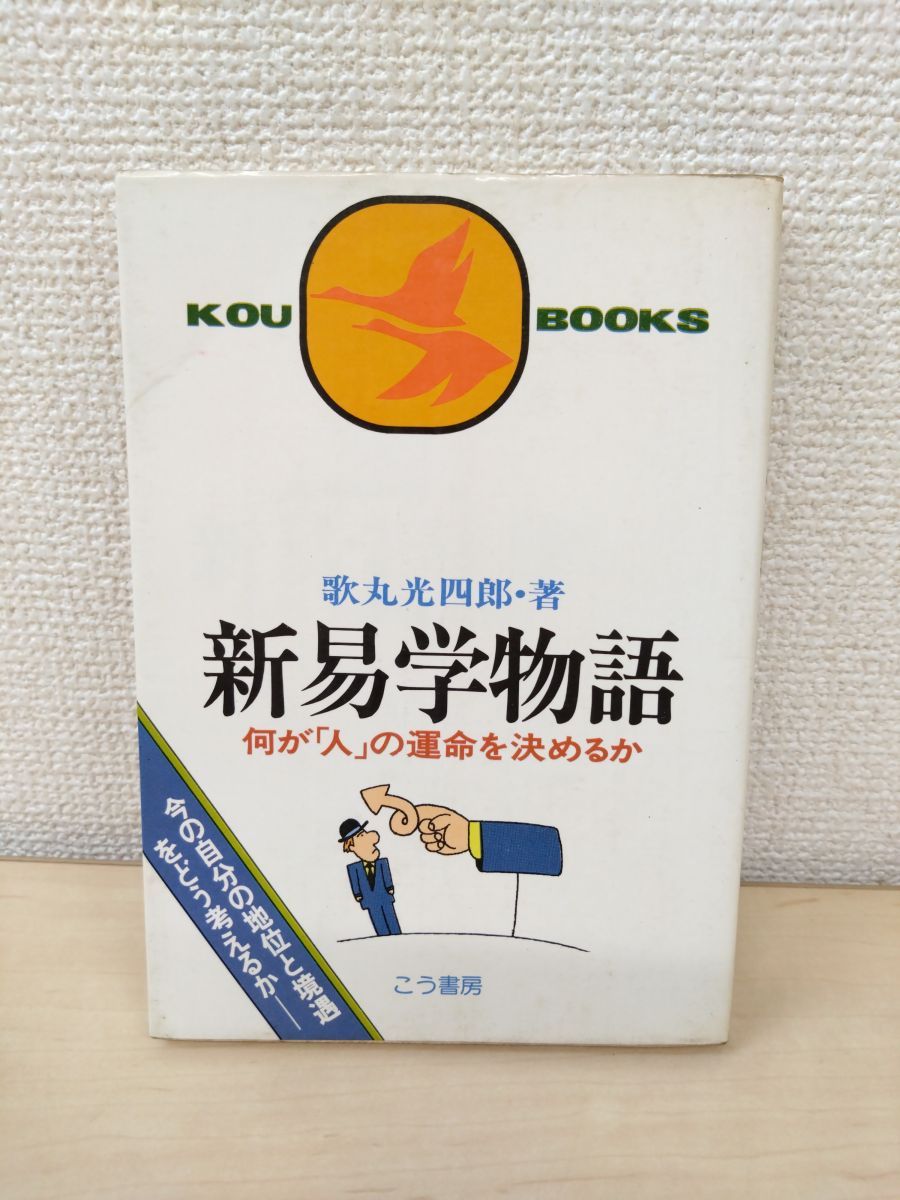 KOU BOOKS
歌丸光四郎・著
新易学物語
何が「人」の運命を決めるか
今の自分の地位と境遇
をどう考えるか──
こう書房